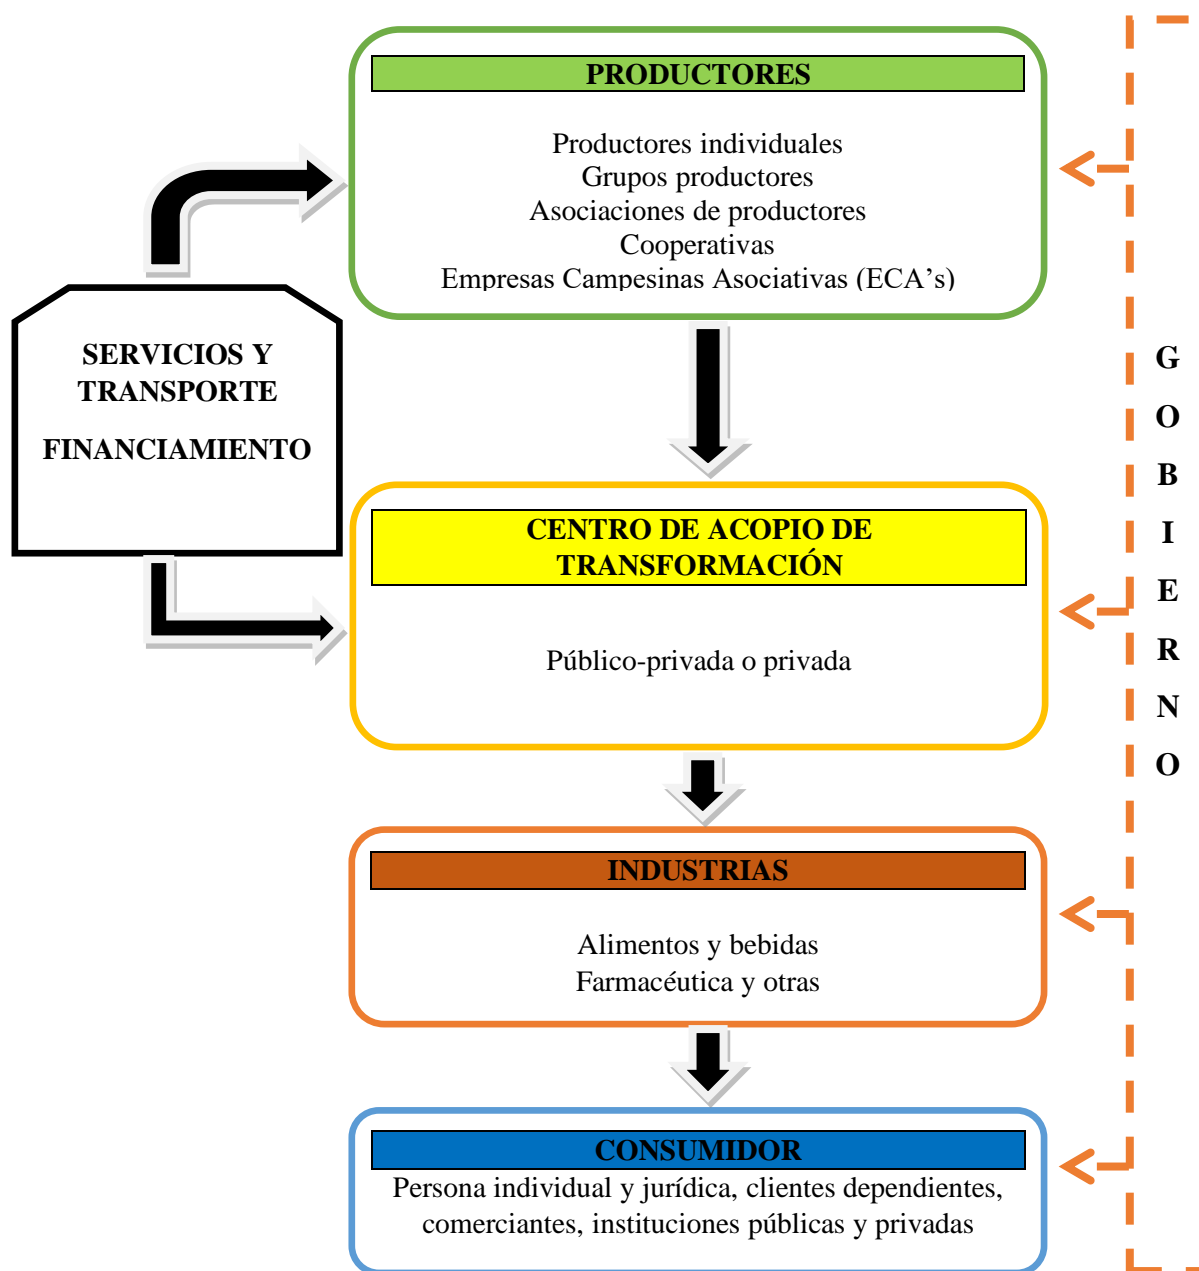 PRODUCTORES
Productores individuales
Grupos productores
Asociaciones de productores
Cooperativas
Empresas Campesinas Asociativas (ECA’s)
SERVICIOS Y
TRANSPORTE
FINANCIAMIENTO
CENTRO DE ACOPIO DE
TRANSFORMACIÓN
Público-privada o privada
INDUSTRIAS
Alimentos y bebidas
Farmacéutica y otras
CONSUMIDOR
Persona individual y jurídica, clientes dependientes,
comerciantes, instituciones públicas y privadas
G
O
B
I
E
R
N
O